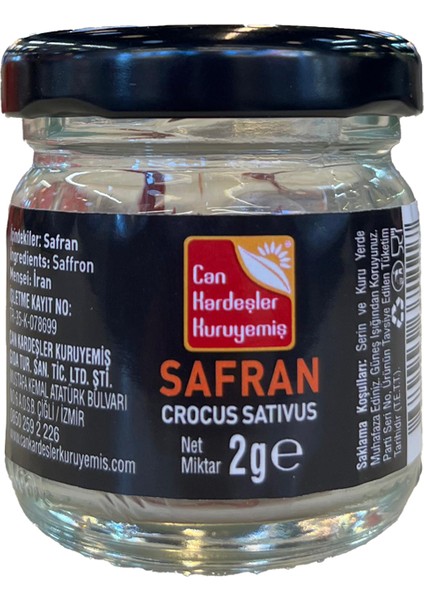 İçindekiler: Safran
Ingredients: Saffron
Menşei: İran
İŞLETME KAYIT NO:
TR-35-K-078699
CAN KARDEŞLER KURUYEMİŞ
GIDA TUR. SAN. TİC. LTD. ŞTİ.
MUSTAFA KEMAL ATATÜRK BULVARI
A.O.S.B. ÇİĞLİ / İZMİR
0850 259 2 226
www.cankardeslerkuruyemis.com
Can
Kardeşler
Kuruyemiş
®
SAFRAN
CROCUS SATIVUS
Net
Miktar 2g e
Saklama Koşulları: Serin ve Kuru Yerde
Muhafaza Ediniz. Güneş Işığından Koruyunuz.
Parti Seri No, Ürünün Tavsiye Edilen Tüketim
Tarihidir (T.E.T.T.).